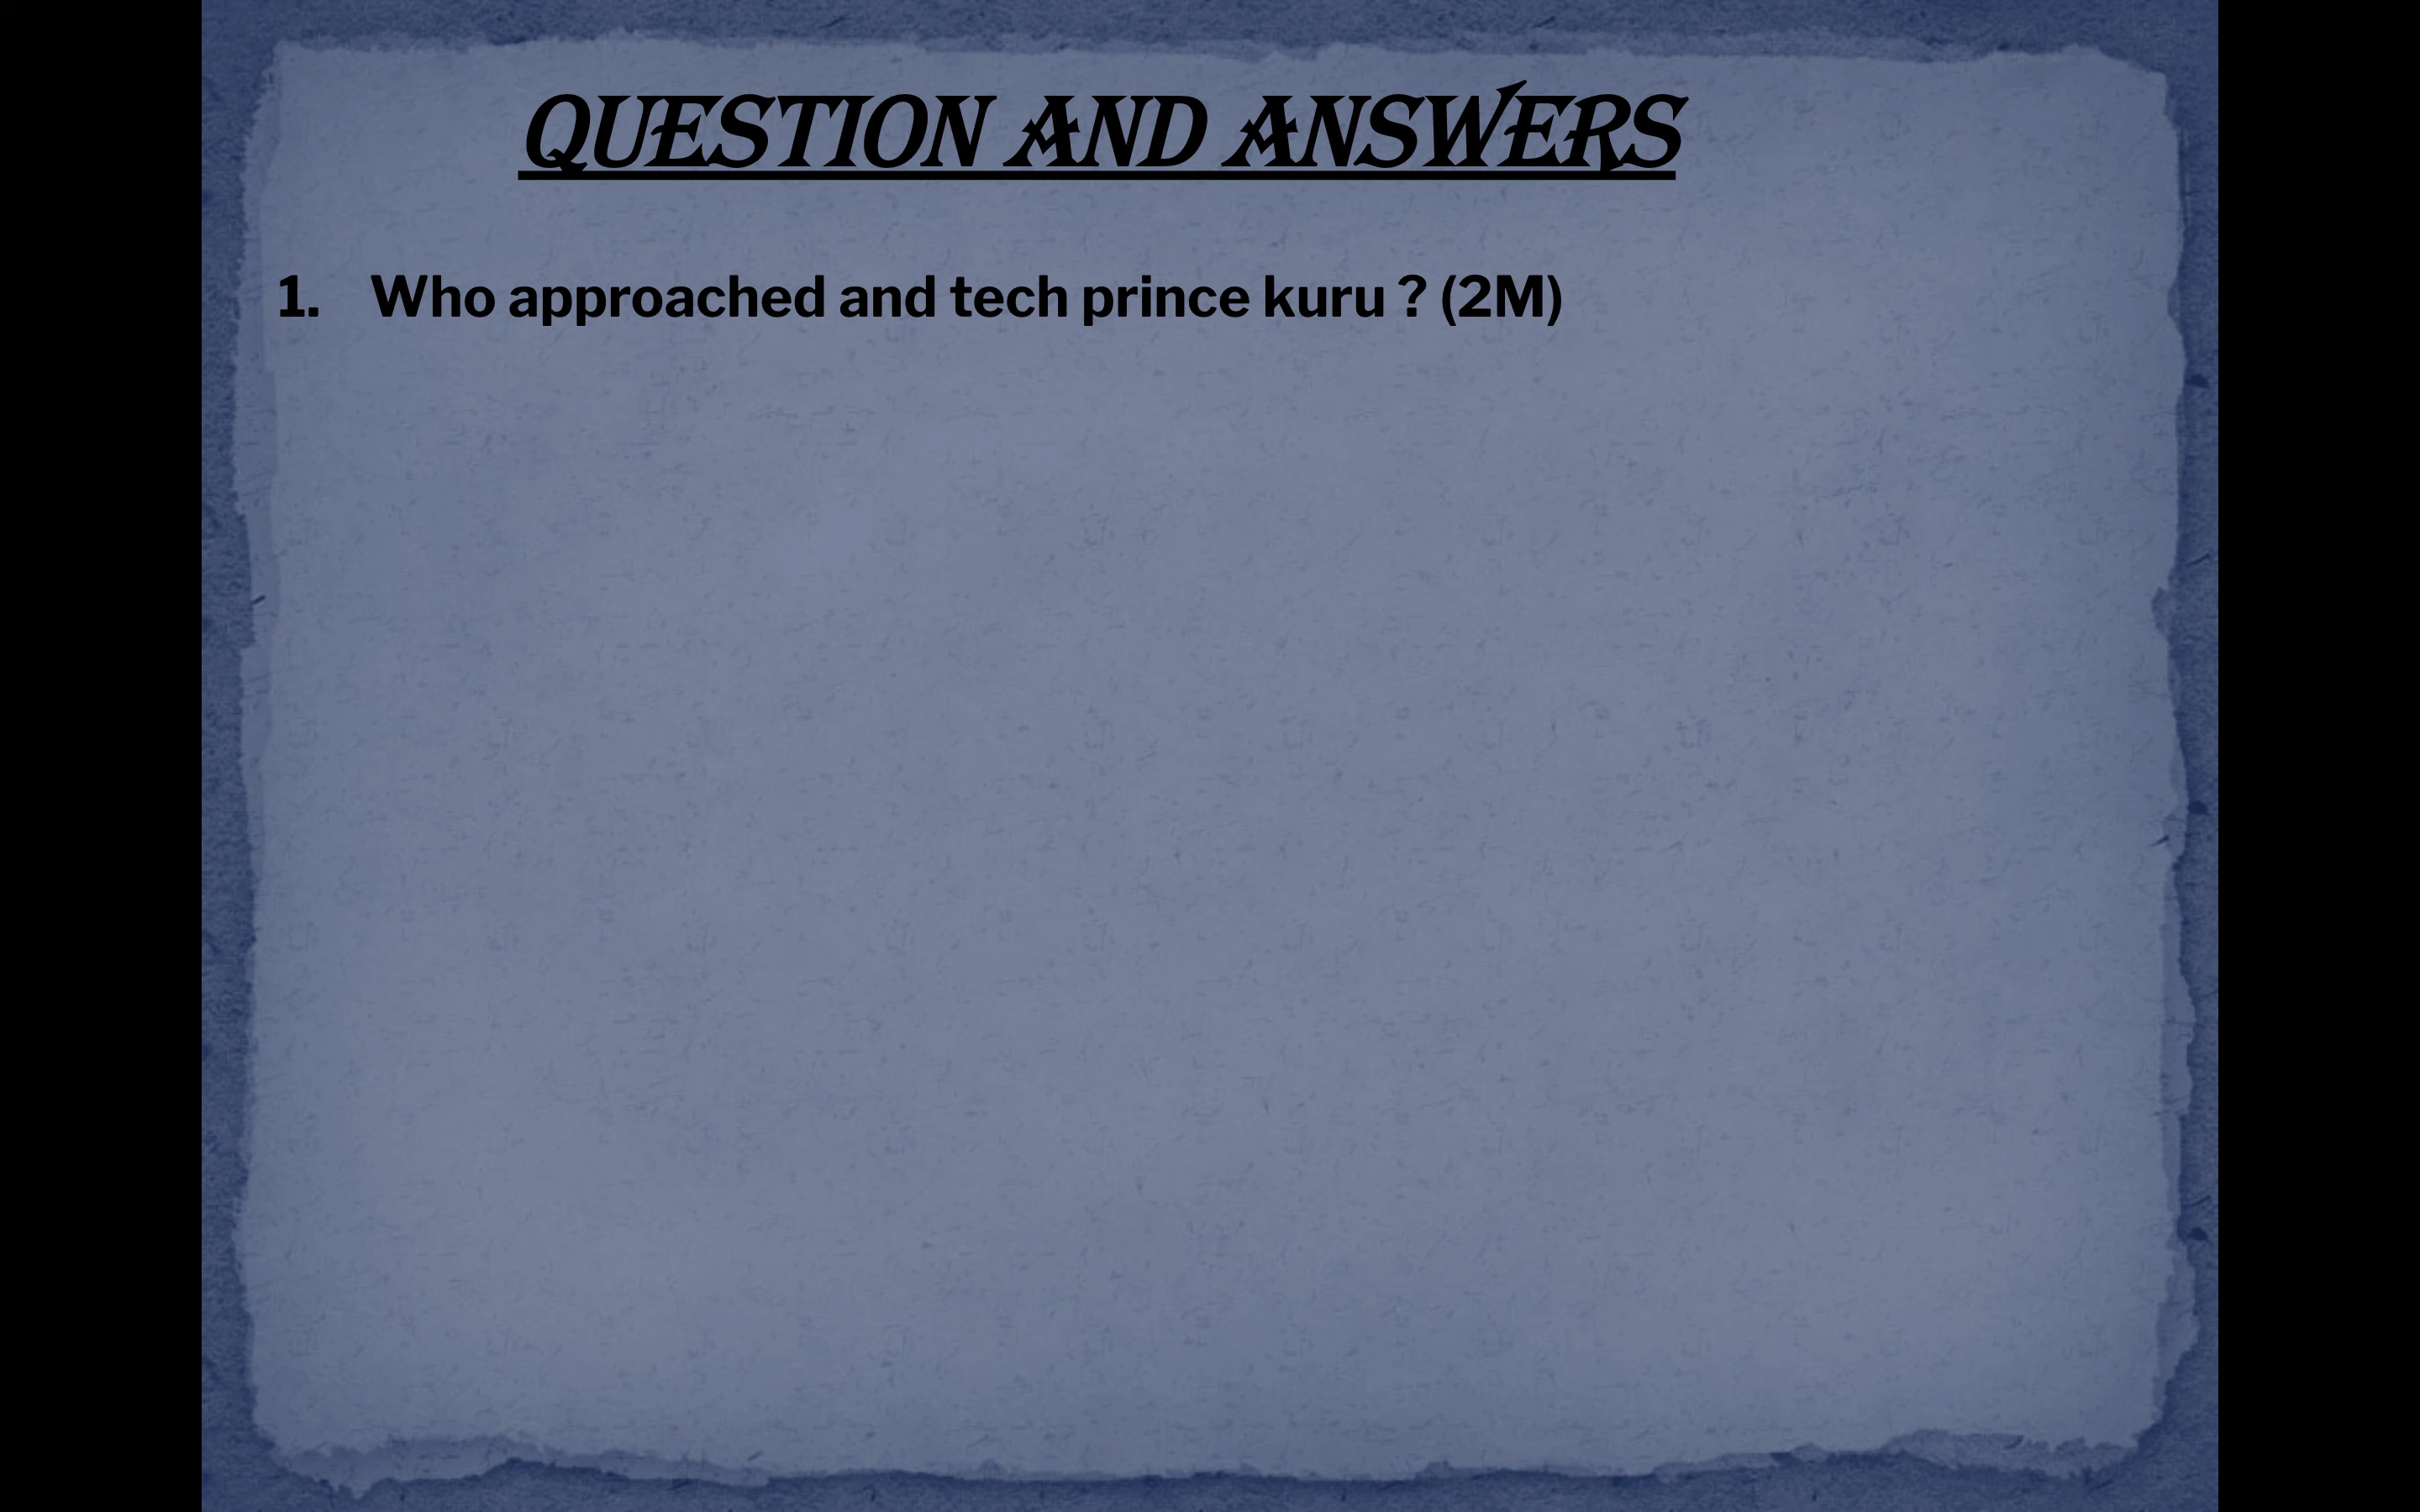 QUESTION AND ANSWERS
1. Who approached and tech prince kuru ? (2M)